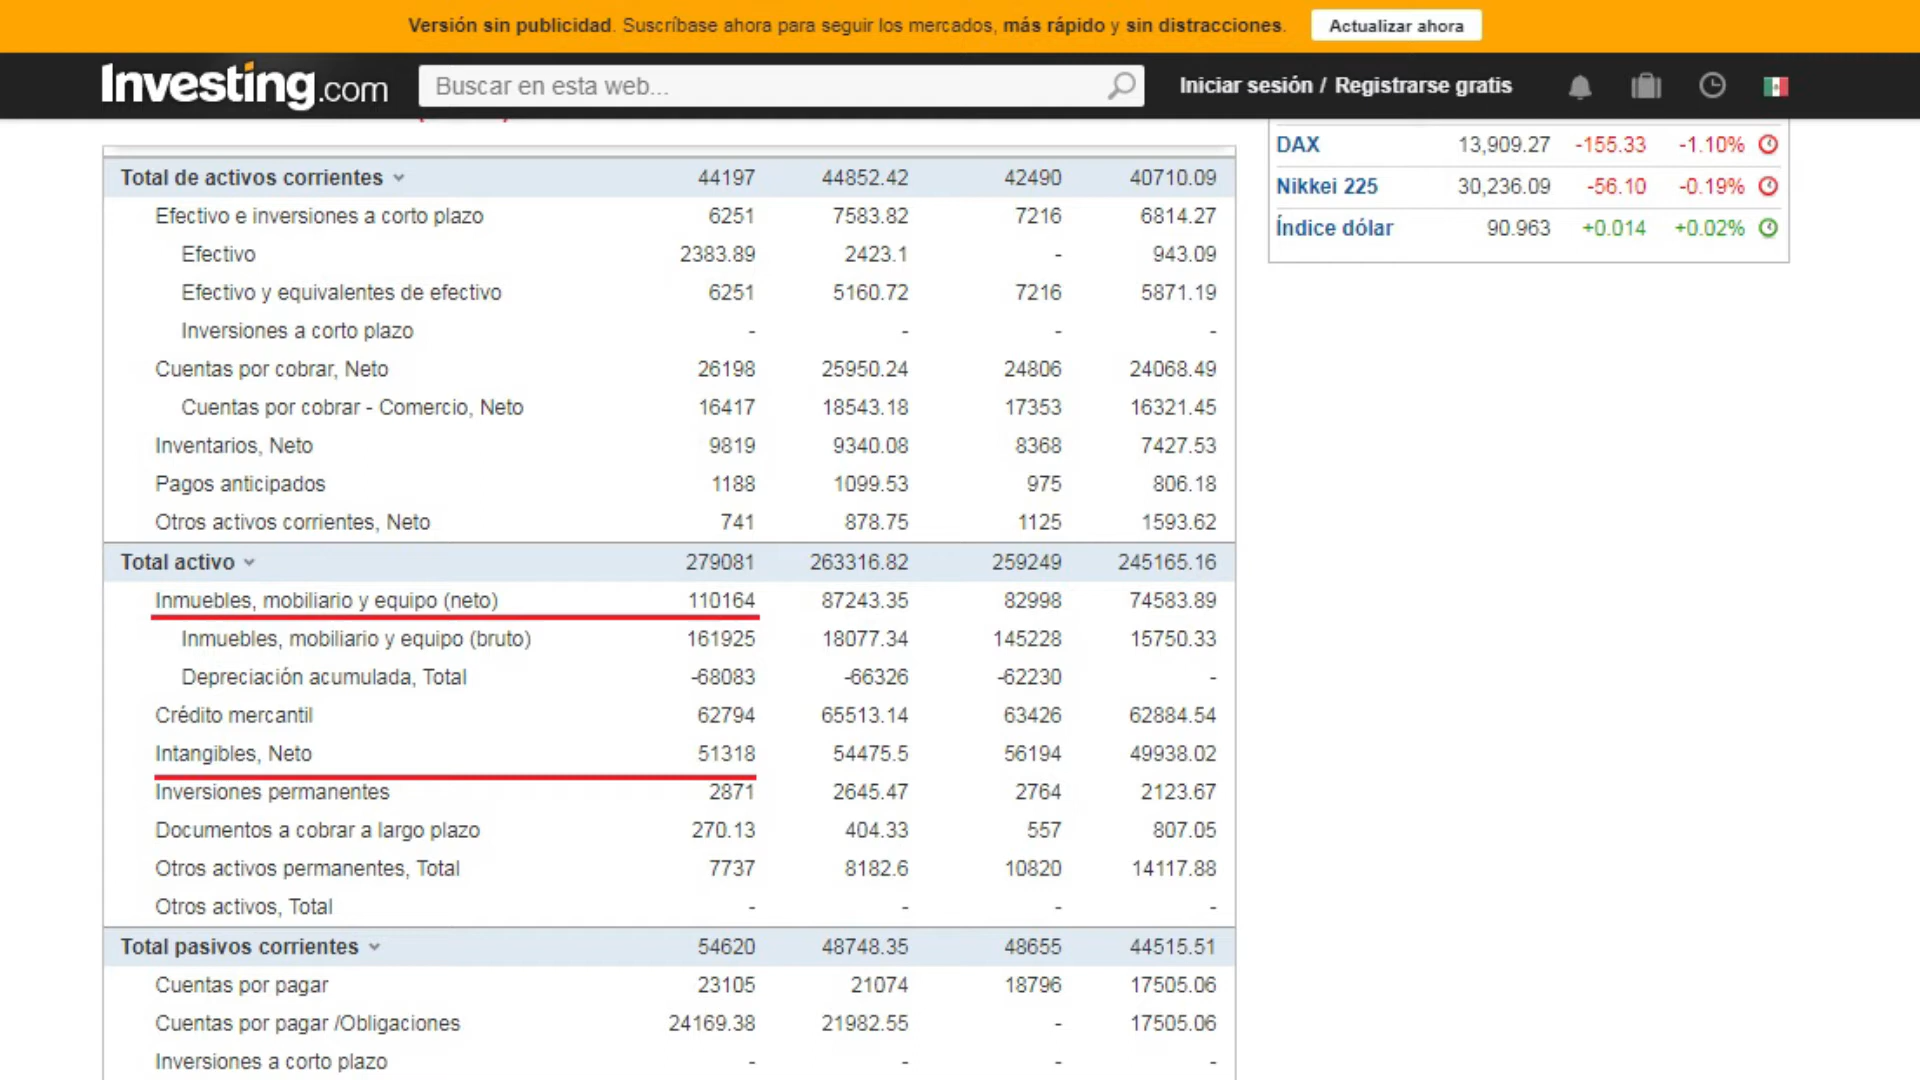 Versión sin publicidad. Suscríbase ahora para seguir los mercados, más rápido y sin distracciones. Actualizar ahora
Investing.com Buscar en esta web... Iniciar sesión / Registrarse gratis
DAX 13,909.27 -155.33 -1.10%
Nikkei 225 30,236.09 -56.10 -0.19%
Índice dólar 90.963 +0.014 +0.02%
Total de activos corrientes 44197 44852.42 42490 40710.09
Efectivo e inversiones a corto plazo 6251 7583.82 7216 6814.27
Efectivo 2383.89 2423.1 - 943.09
Efectivo y equivalentes de efectivo 6251 5160.72 7216 5871.19
Inversiones a corto plazo - - - -
Cuentas por cobrar, Neto 26198 25950.24 24806 24068.49
Cuentas por cobrar - Comercio, Neto 16417 18543.18 17353 16321.45
Inventarios, Neto 9819 9340.08 8368 7427.53
Pagos anticipados 1188 1099.53 975 806.18
Otros activos corrientes, Neto 741 878.75 1125 1593.62
Total activo 279081 263316.82 259249 245165.16
Inmuebles, mobiliario y equipo (neto) 110164 87243.35 82998 74583.89
Inmuebles, mobiliario y equipo (bruto) 161925 18077.34 145228 15750.33
Depreciación acumulada, Total -68083 -66326 -62230 -
Crédito mercantil 62794 65513.14 63426 62884.54
Intangibles, Neto 51318 54475.5 56194 49938.02
Inversiones permanentes 2871 2645.47 2764 2123.67
Documentos a cobrar a largo plazo 270.13 404.33 557 807.05
Otros activos permanentes, Total 7737 8182.6 10820 14117.88
Otros activos, Total - - - -
Total pasivos corrientes 54620 48748.35 48655 44515.51
Cuentas por pagar 23105 21074 18796 17505.06
Cuentas por pagar /Obligaciones 24169.38 21982.55 - 17505.06
Inversiones a corto plazo - - - -